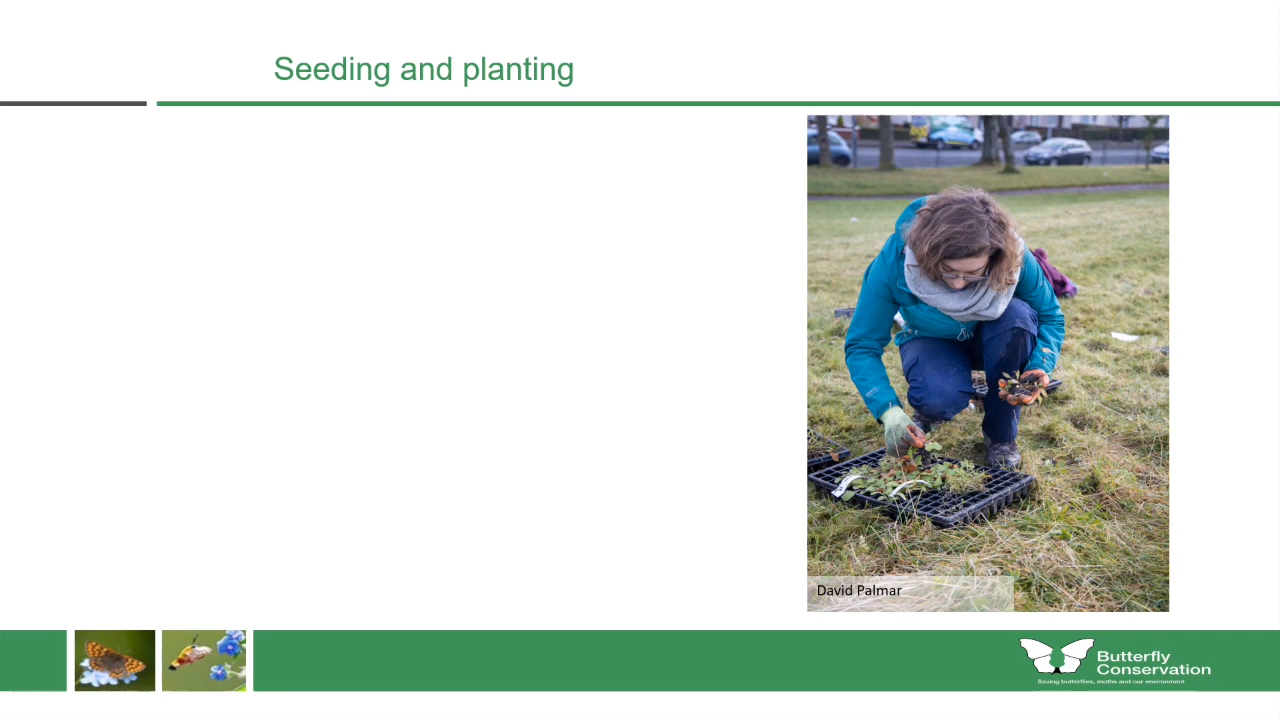 Seeding and planting
David Palmar
Butterfly
Conservation
Saving butterflies, moths and our environment